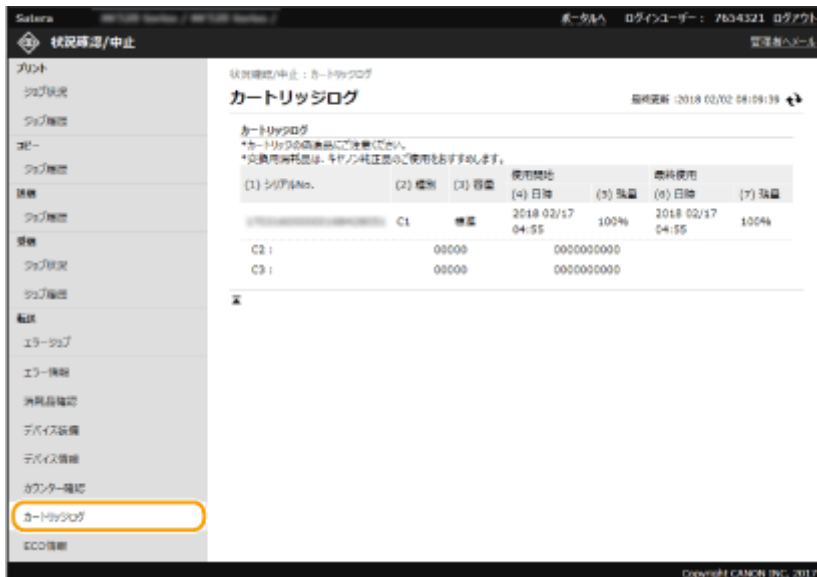 Satera
ポータルへ ログインユーザー： 7654321 ログアウト
状況確認/中止
管理者へメール
プリント
ジョブ状況
ジョブ履歴
コピー
ジョブ履歴
送信
ジョブ履歴
受信
ジョブ状況
ジョブ履歴
転送
エラージョブ
エラー情報
消耗品確認
デバイス装備
デバイス情報
カウンター確認
カートリッジログ
ECO情報
状況確認/中止 : カートリッジログ
カートリッジログ
最終更新 :2018 02/02 08:09:39
カートリッジログ
*カートリッジの偽造品にご注意ください。
*交換用消耗品は、キヤノン純正品のご使用をおすすめします。
使用開始 最終使用
(1) シリアルNo. (2) 種別 (3) 容量 (4) 日時 (5) 残量 (6) 日時 (7) 残量
C1 標準 2018 02/17 04:55 100% 2018 02/17 04:55 100%
C2 : 00000 0000000000
C3 : 00000 0000000000
Copyright CANON INC. 2017